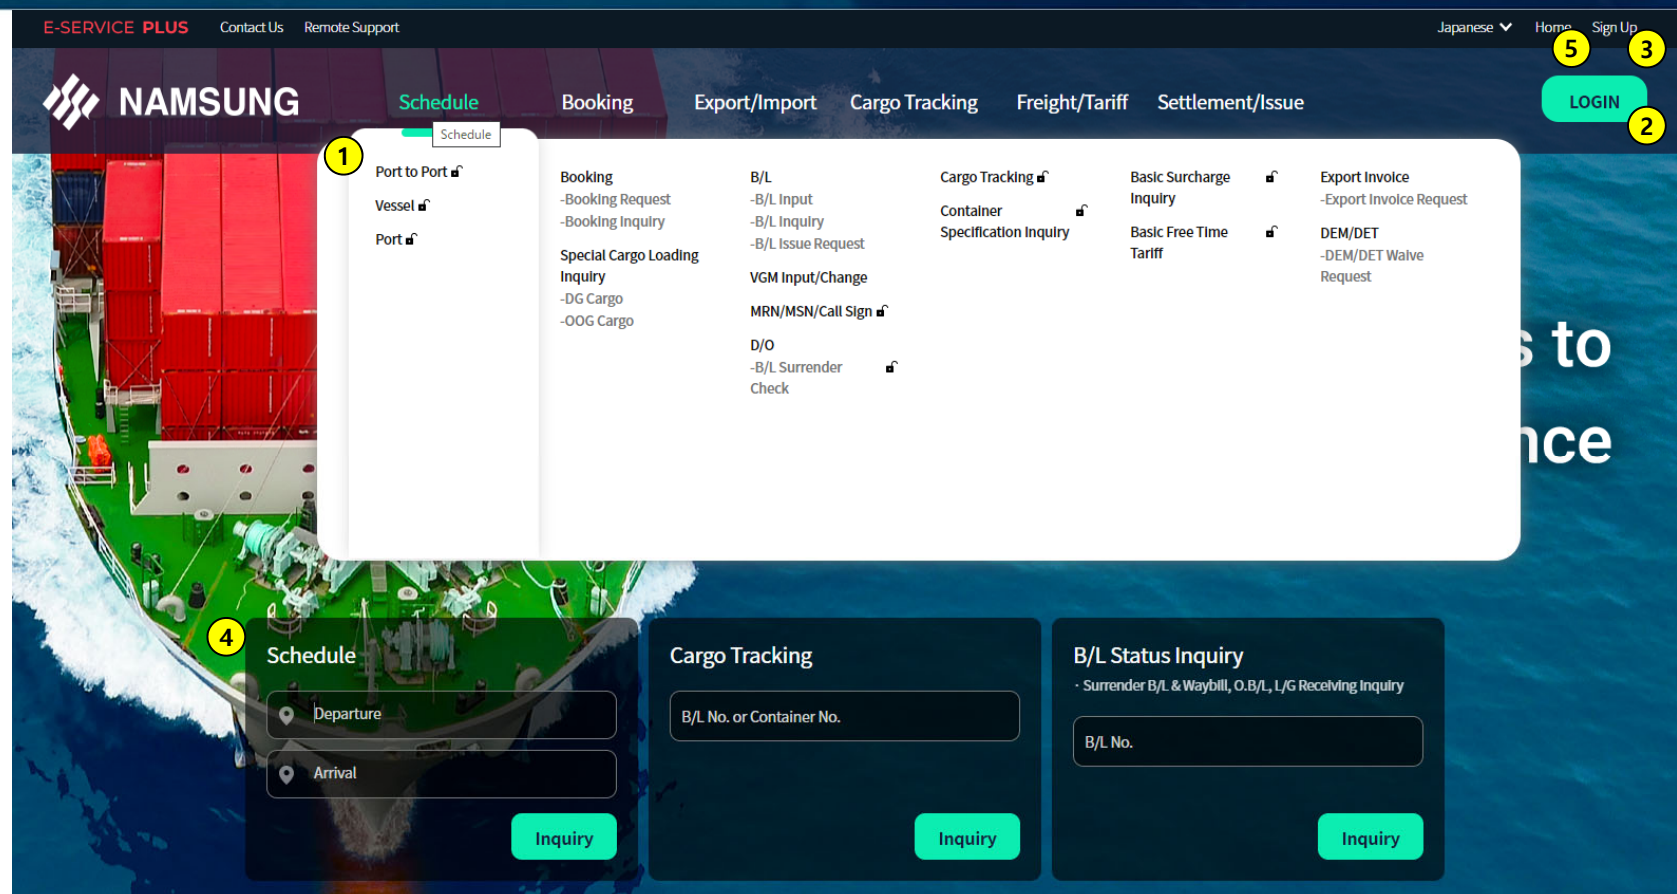 E-SERVICE PLUS Contact Us Remote Support Japanese Home Sign Up
5 3
NAMSUNG Schedule Booking Export/Import Cargo Tracking Freight/Tariff Settlement/Issue LOGIN
2
Schedule
1
Port to Port
Vessel
Port
Booking
-Booking Request
-Booking Inquiry
Special Cargo Loading
Inquiry
-DG Cargo
-OOG Cargo
B/L
-B/L Input
-B/L Inquiry
-B/L Issue Request
VGM Input/Change
MRN/MSN/Call Sign
D/O
-B/L Surrender
Check
Cargo Tracking
Container
Specification Inquiry
Basic Surcharge
Inquiry
Basic Free Time
Tariff
Export Invoice
-Export Invoice Request
DEM/DET
-DEM/DET Waive
Request
s to
nce
4
Schedule
Departure
Arrival
Inquiry
Cargo Tracking
B/L No. or Container No.
Inquiry
B/L Status Inquiry
· Surrender B/L & Waybill, O.B/L, L/G Receiving Inquiry
B/L No.
Inquiry